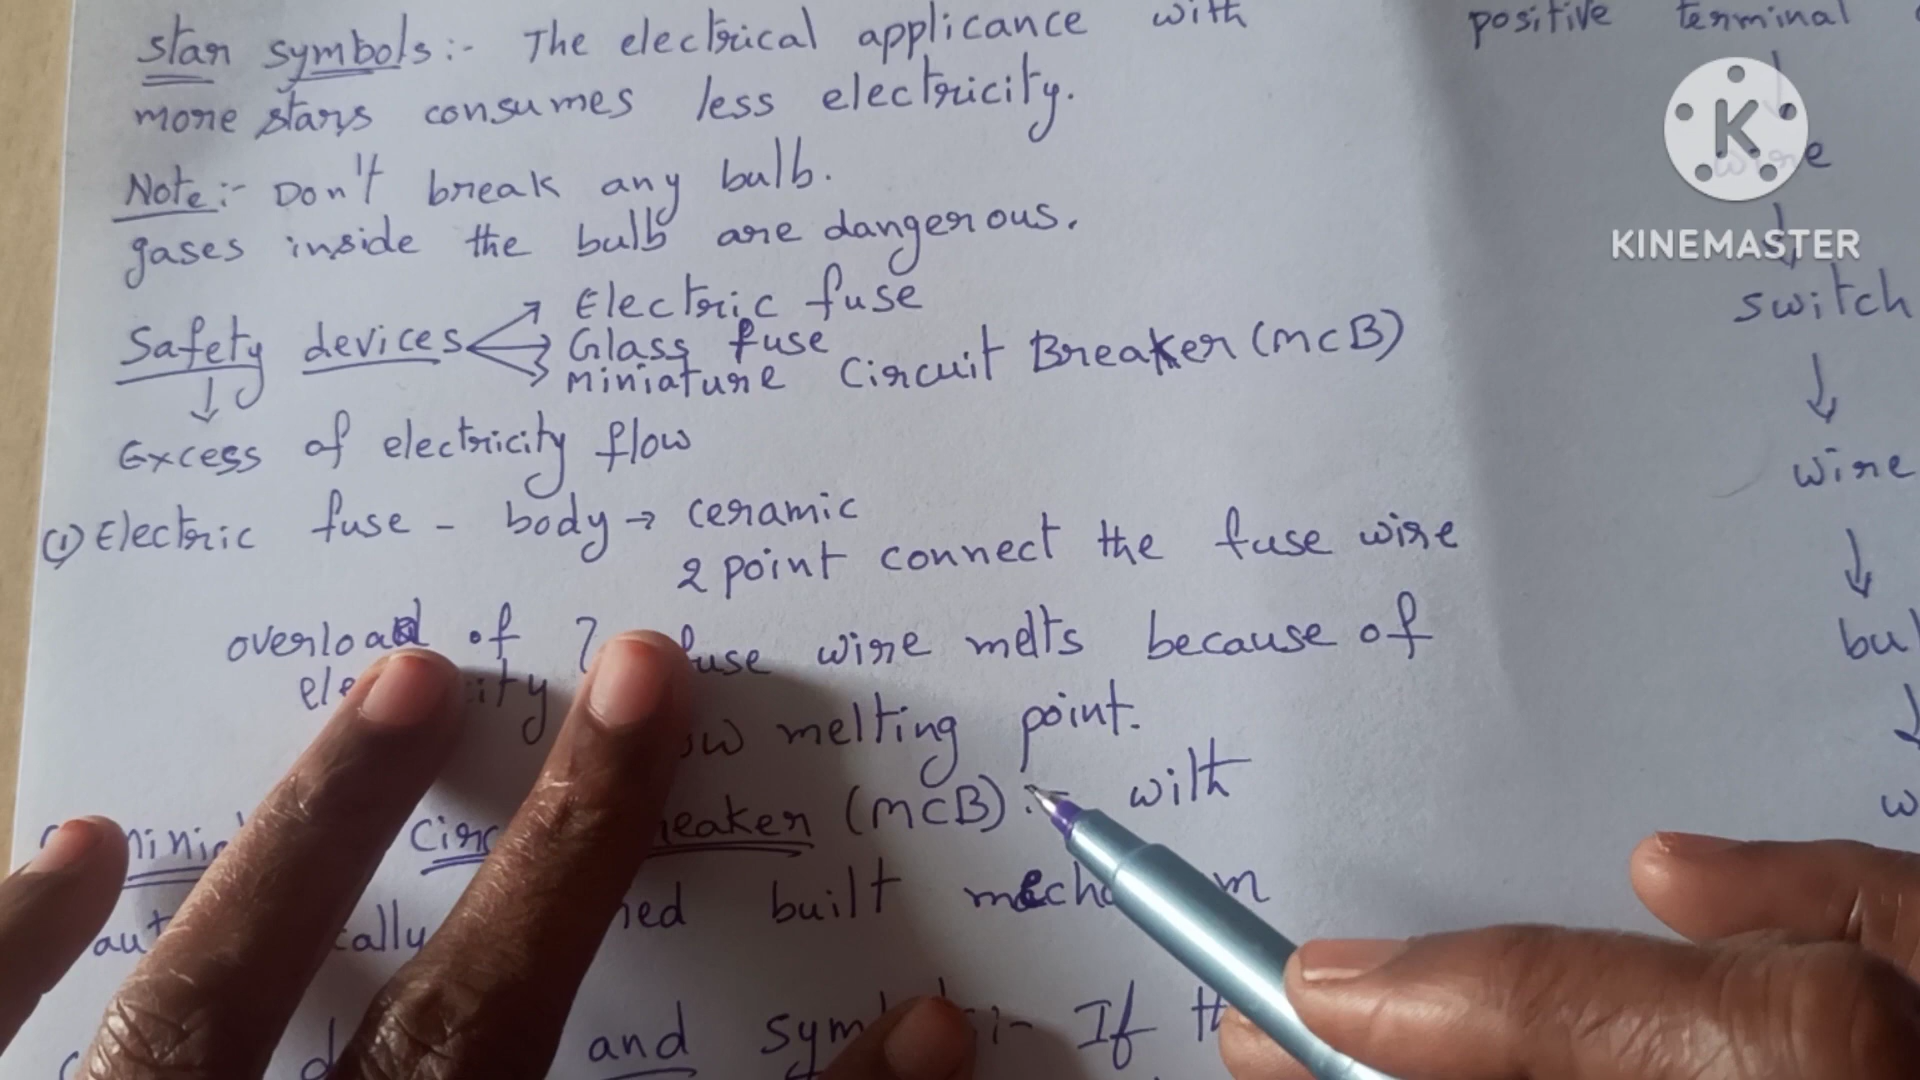 star symbols:- The electrical applicance with
more stars consumes less electricity.
Note:- Don't break any bulb.
gases inside the bulb are dangerous.
Safety devices
Electric fuse
Glass fuse
Miniature Circuit Breaker (MCB)
↓
Excess of electricity flow
(1) Electric fuse - body → ceramic
2 point connect the fuse wire
overload of
fuse wire melts because of
melting point.
(MCB):- with
built
and
If
positive terminal
↓
↓
switch
↓
wire
↓
↓
K
KINEMASTER